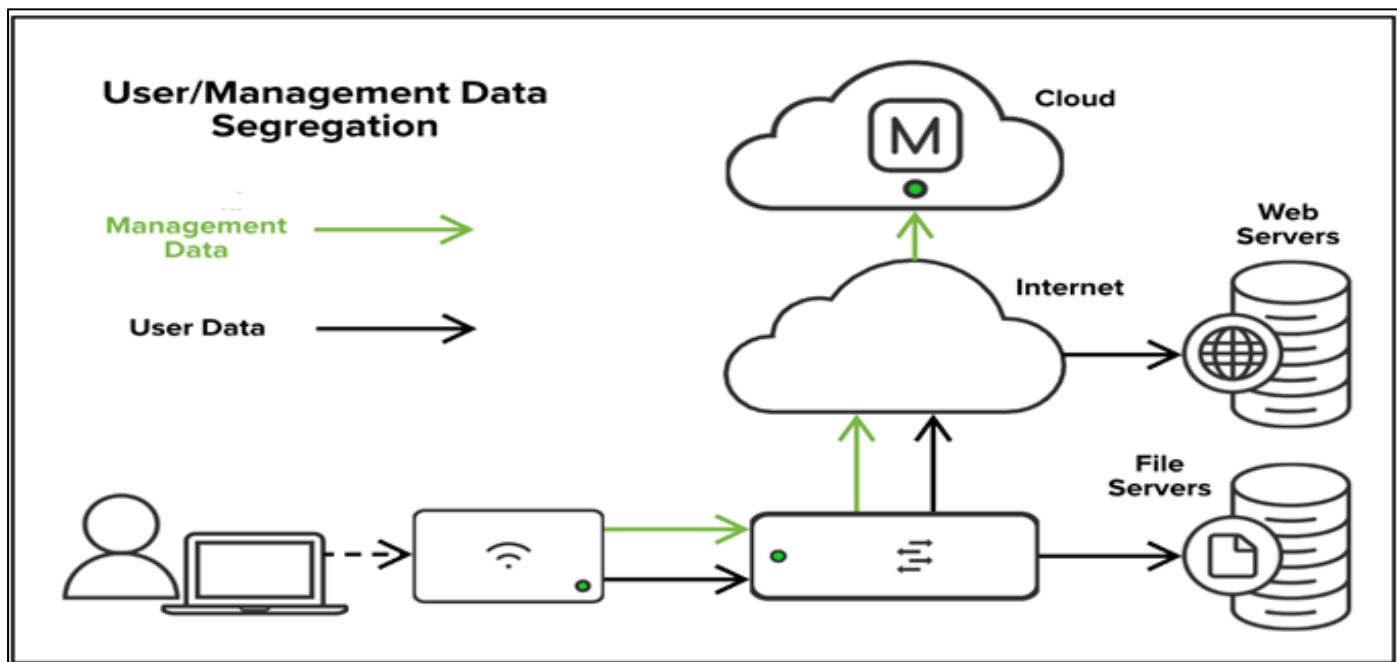 User/Management Data
Segregation
Cloud
M
Web
Servers
Management
Data
Internet
User Data
File
Servers